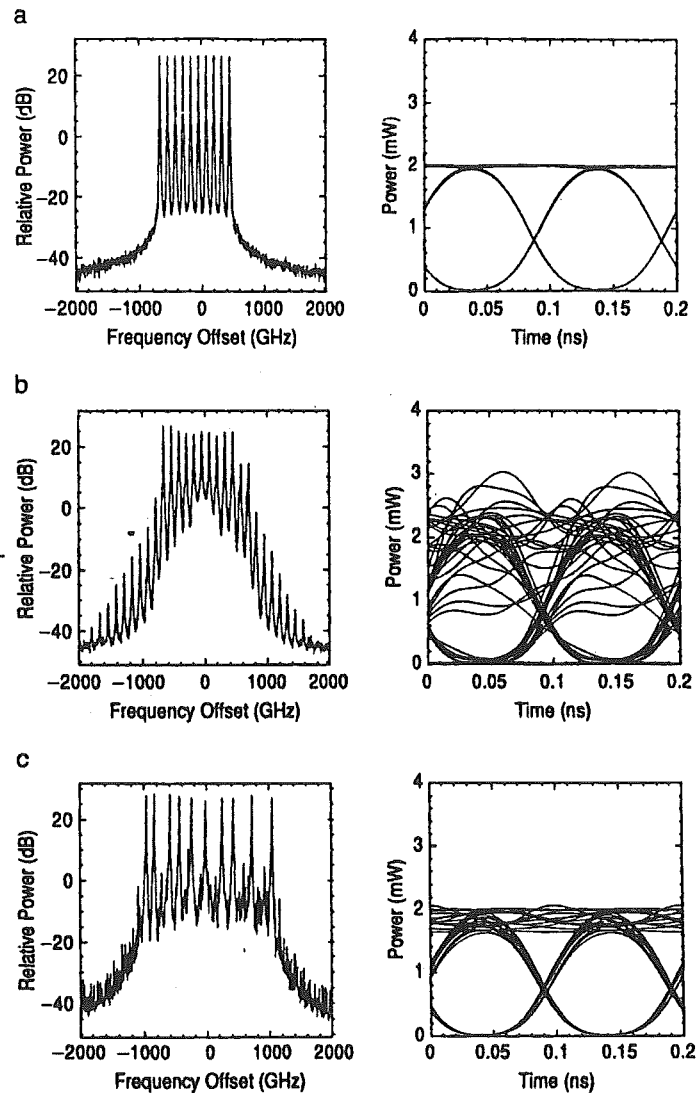 a
Relative Power (dB)
20
0
−20
−40
−2000 −1000 0 1000 2000
Frequency Offset (GHz)
Power (mW)
4
3
2
1
0
0 0.05 0.1 0.15 0.2
Time (ns)
b
Relative Power (dB)
20
0
−20
−40
−2000 −1000 0 1000 2000
Frequency Offset (GHz)
Power (mW)
4
3
2
1
0
0 0.05 0.1 0.15 0.2
Time (ns)
c
Relative Power (dB)
20
0
−20
−40
−2000 −1000 0 1000 2000
Frequency Offset (GHz)
Power (mW)
4
3
2
1
0
0 0.05 0.1 0.15 0.2
Time (ns)